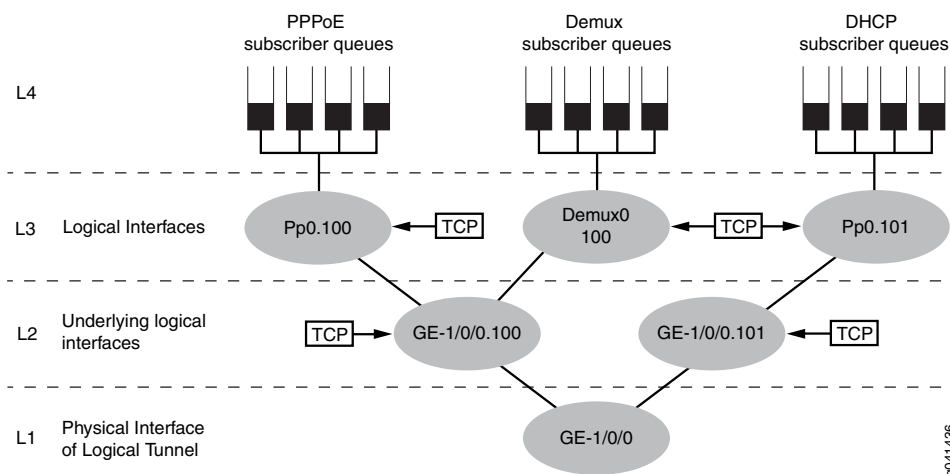 PPPoE
subscriber queues
Demux
subscriber queues
DHCP
subscriber queues
L4
L3
Logical Interfaces
Pp0.100
TCP
Demux0
100
TCP
Pp0.101
L2
Underlying logical
interfaces
TCP
GE-1/0/0.100
GE-1/0/0.101
TCP
L1
Physical Interface
of Logical Tunnel
GE-1/0/0